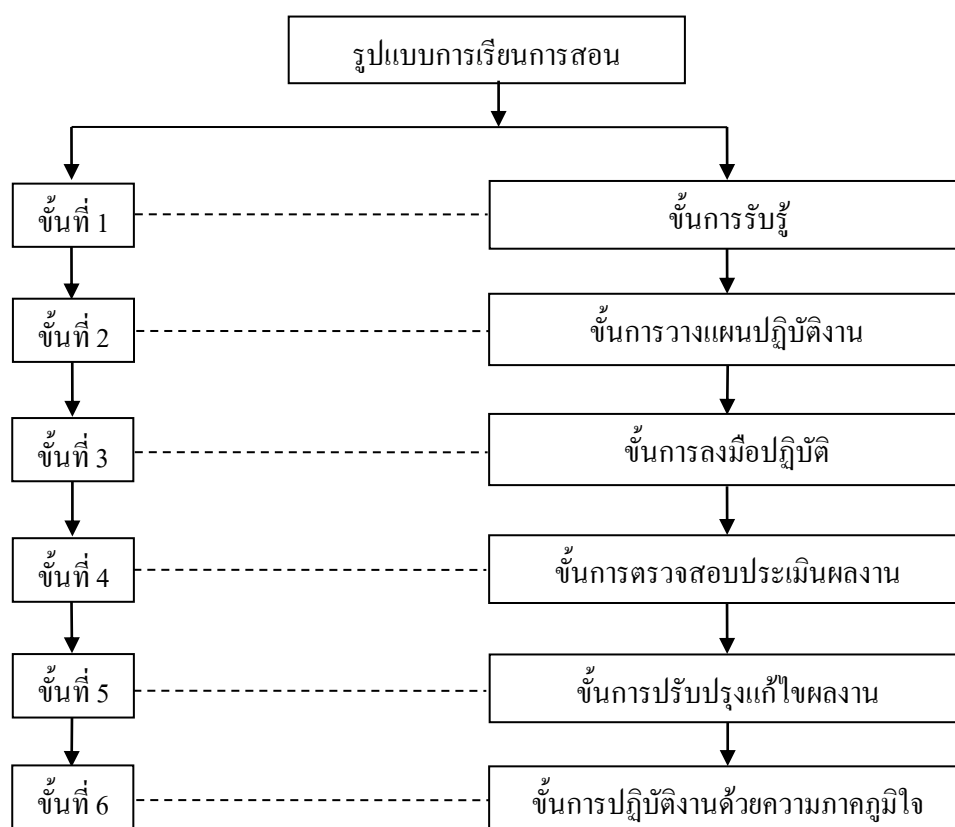 รูปแบบการเรียนการสอน
ขั้นที่ 1
ขั้นการรับรู้
ขั้นที่ 2
ขั้นการวางแผนปฏิบัติงาน
ขั้นที่ 3
ขั้นการลงมือปฏิบัติ
ขั้นที่ 4
ขั้นการตรวจสอบประเมินผลงาน
ขั้นที่ 5
ขั้นการปรับปรุงแก้ไขผลงาน
ขั้นที่ 6
ขั้นการปฏิบัติงานด้วยความภาคภูมิใจ